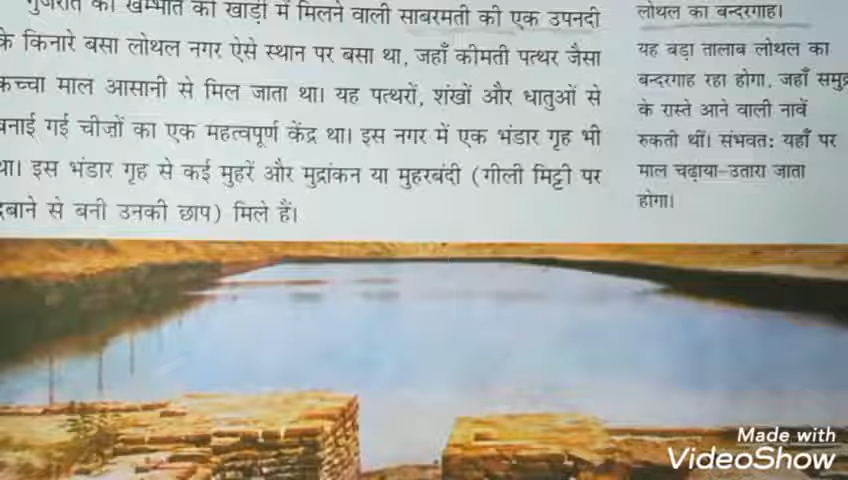 गुजरात की खम्भात की खाड़ी में मिलने वाली साबरमती की एक उपनदी
के किनारे बसा लोथल नगर ऐसे स्थान पर बसा था, जहाँ कीमती पत्थर जैसा
कच्चा माल आसानी से मिल जाता था। यह पत्थरों, शंखों और धातुओं से
बनाई गई चीज़ों का एक महत्वपूर्ण केंद्र था। इस नगर में एक भंडार गृह भी
था। इस भंडार गृह से कई मुहरें और मुद्रांकन या मुहरबंदी (गीली मिट्टी पर
दबाने से बनी उनकी छाप) मिले हैं।
लोथल का बन्दरगाह।
यह बड़ा तालाब लोथल का
बन्दरगाह रहा होगा, जहाँ समुद्र
के रास्ते आने वाली नावें
रुकती थीं। संभवत: यहाँ पर
माल चढ़ाया-उतारा जाता
होगा।
Made with
VideoShow